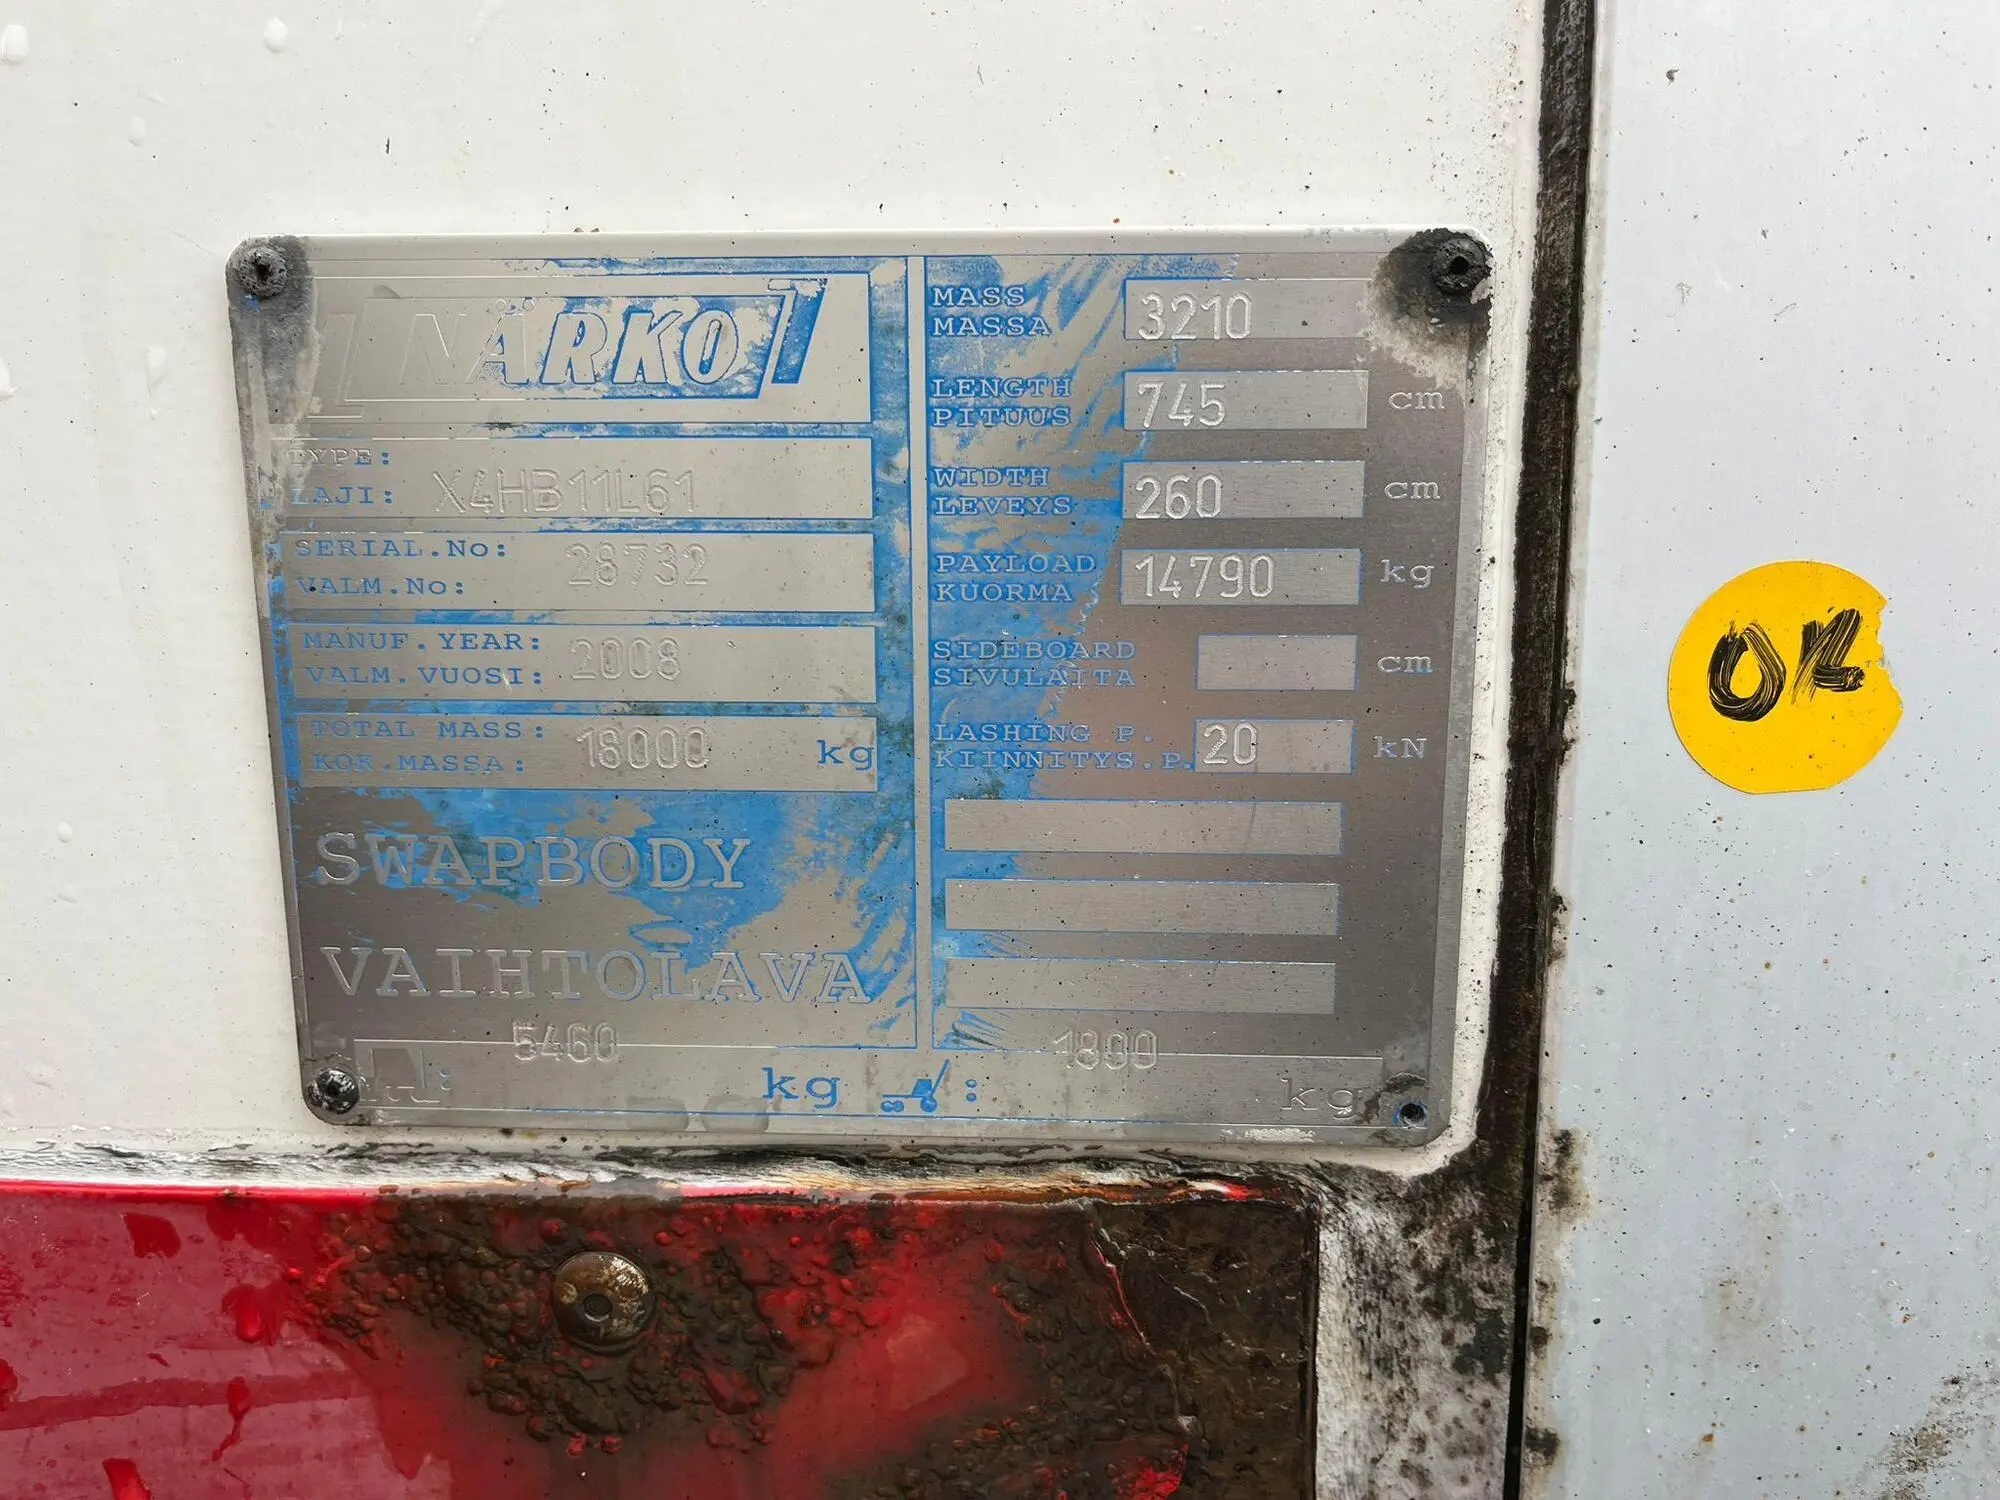 NÄRKO
TYPE:
LAJI: X4HB11L61
SERIAL.No: 28732
VALM.No:
MANUF.YEAR: 2008
VALM.VUOSI:
TOTAL MASS: 18000 kg
KOK.MASSA:
SWAPBODY
VAIHTOLAVA
5460
kg
MASS 3210
MASSA
LENGTH 745 cm
PITUUS
WIDTH 260 cm
LEVEYS
PAYLOAD 14790 kg
KUORMA
SIDEBOARD cm
SIVULAITA
LASHING P. 20 kN
KIINNITYS.P.
1800
: kg
OK